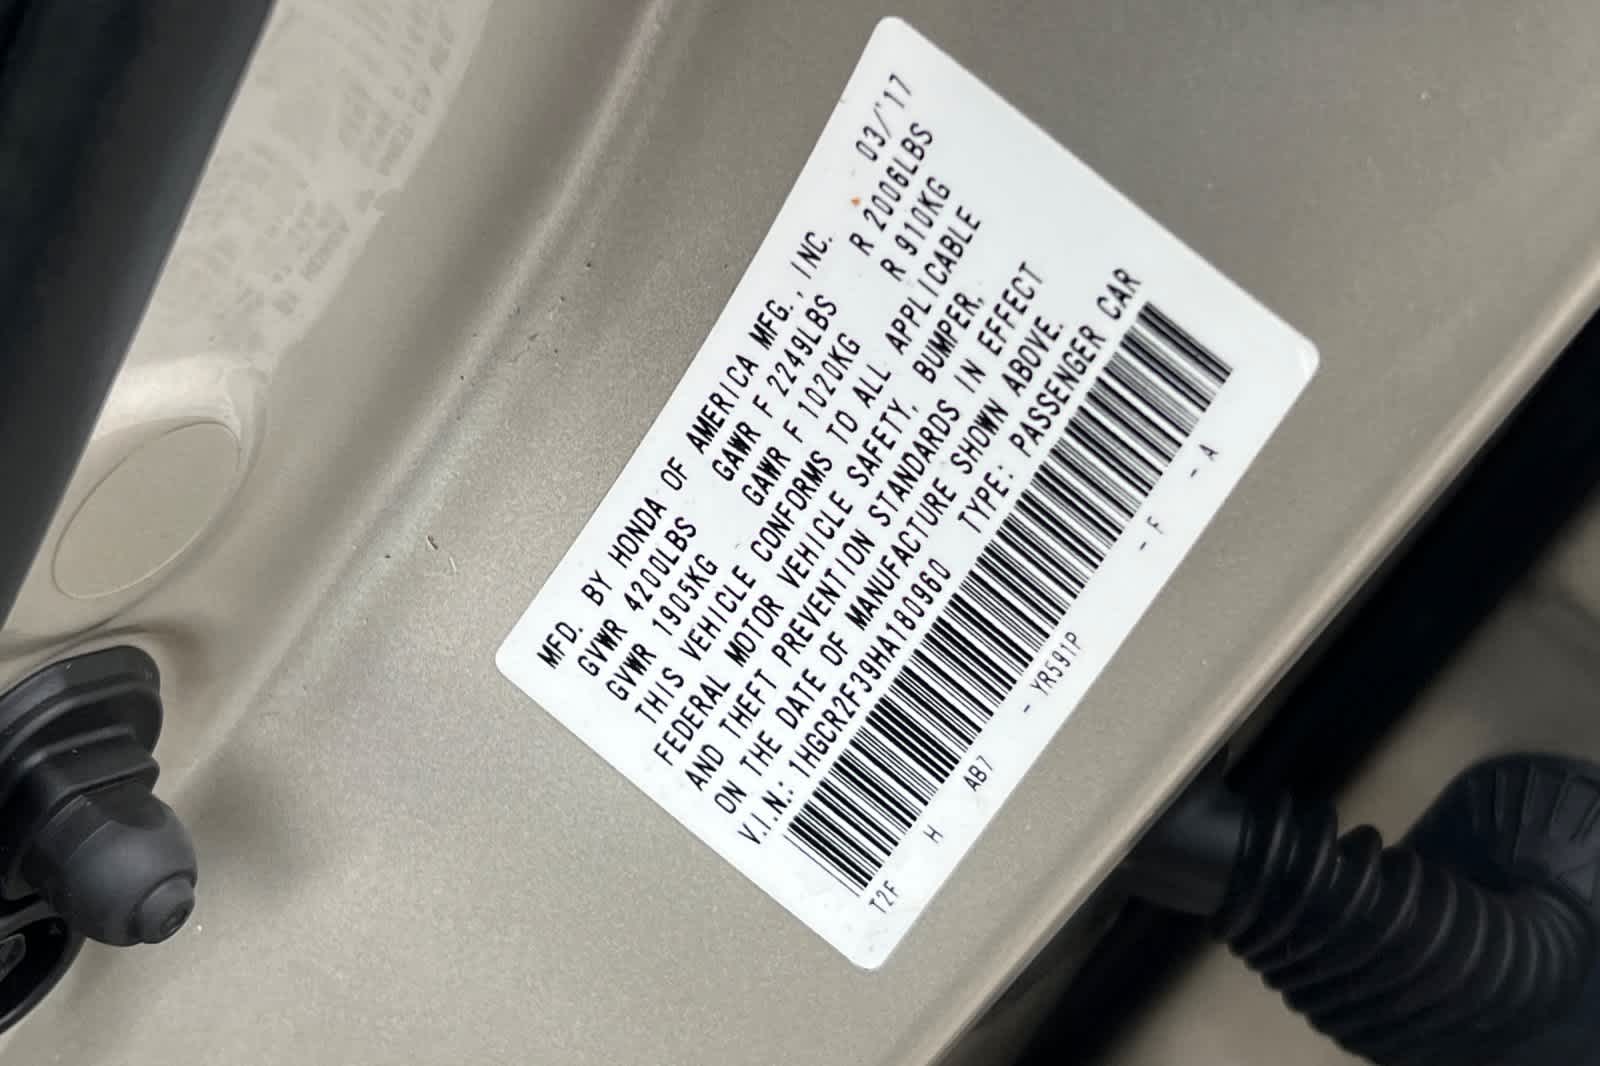 MFD. BY HONDA OF AMERICA MFG., INC. 03/'17
GVWR 4200LBS GAWR F 2249LBS R 2006LBS
GVWR 1905KG GAWR F 1020KG R 910KG
THIS VEHICLE CONFORMS TO ALL APPLICABLE
FEDERAL MOTOR VEHICLE SAFETY, BUMPER,
AND THEFT PREVENTION STANDARDS IN EFFECT
ON THE DATE OF MANUFACTURE SHOWN ABOVE.
V.I.N.: 1HGCR2F39HA180960 TYPE: PASSENGER CAR
T2F H AB7 - YR591P - F - A